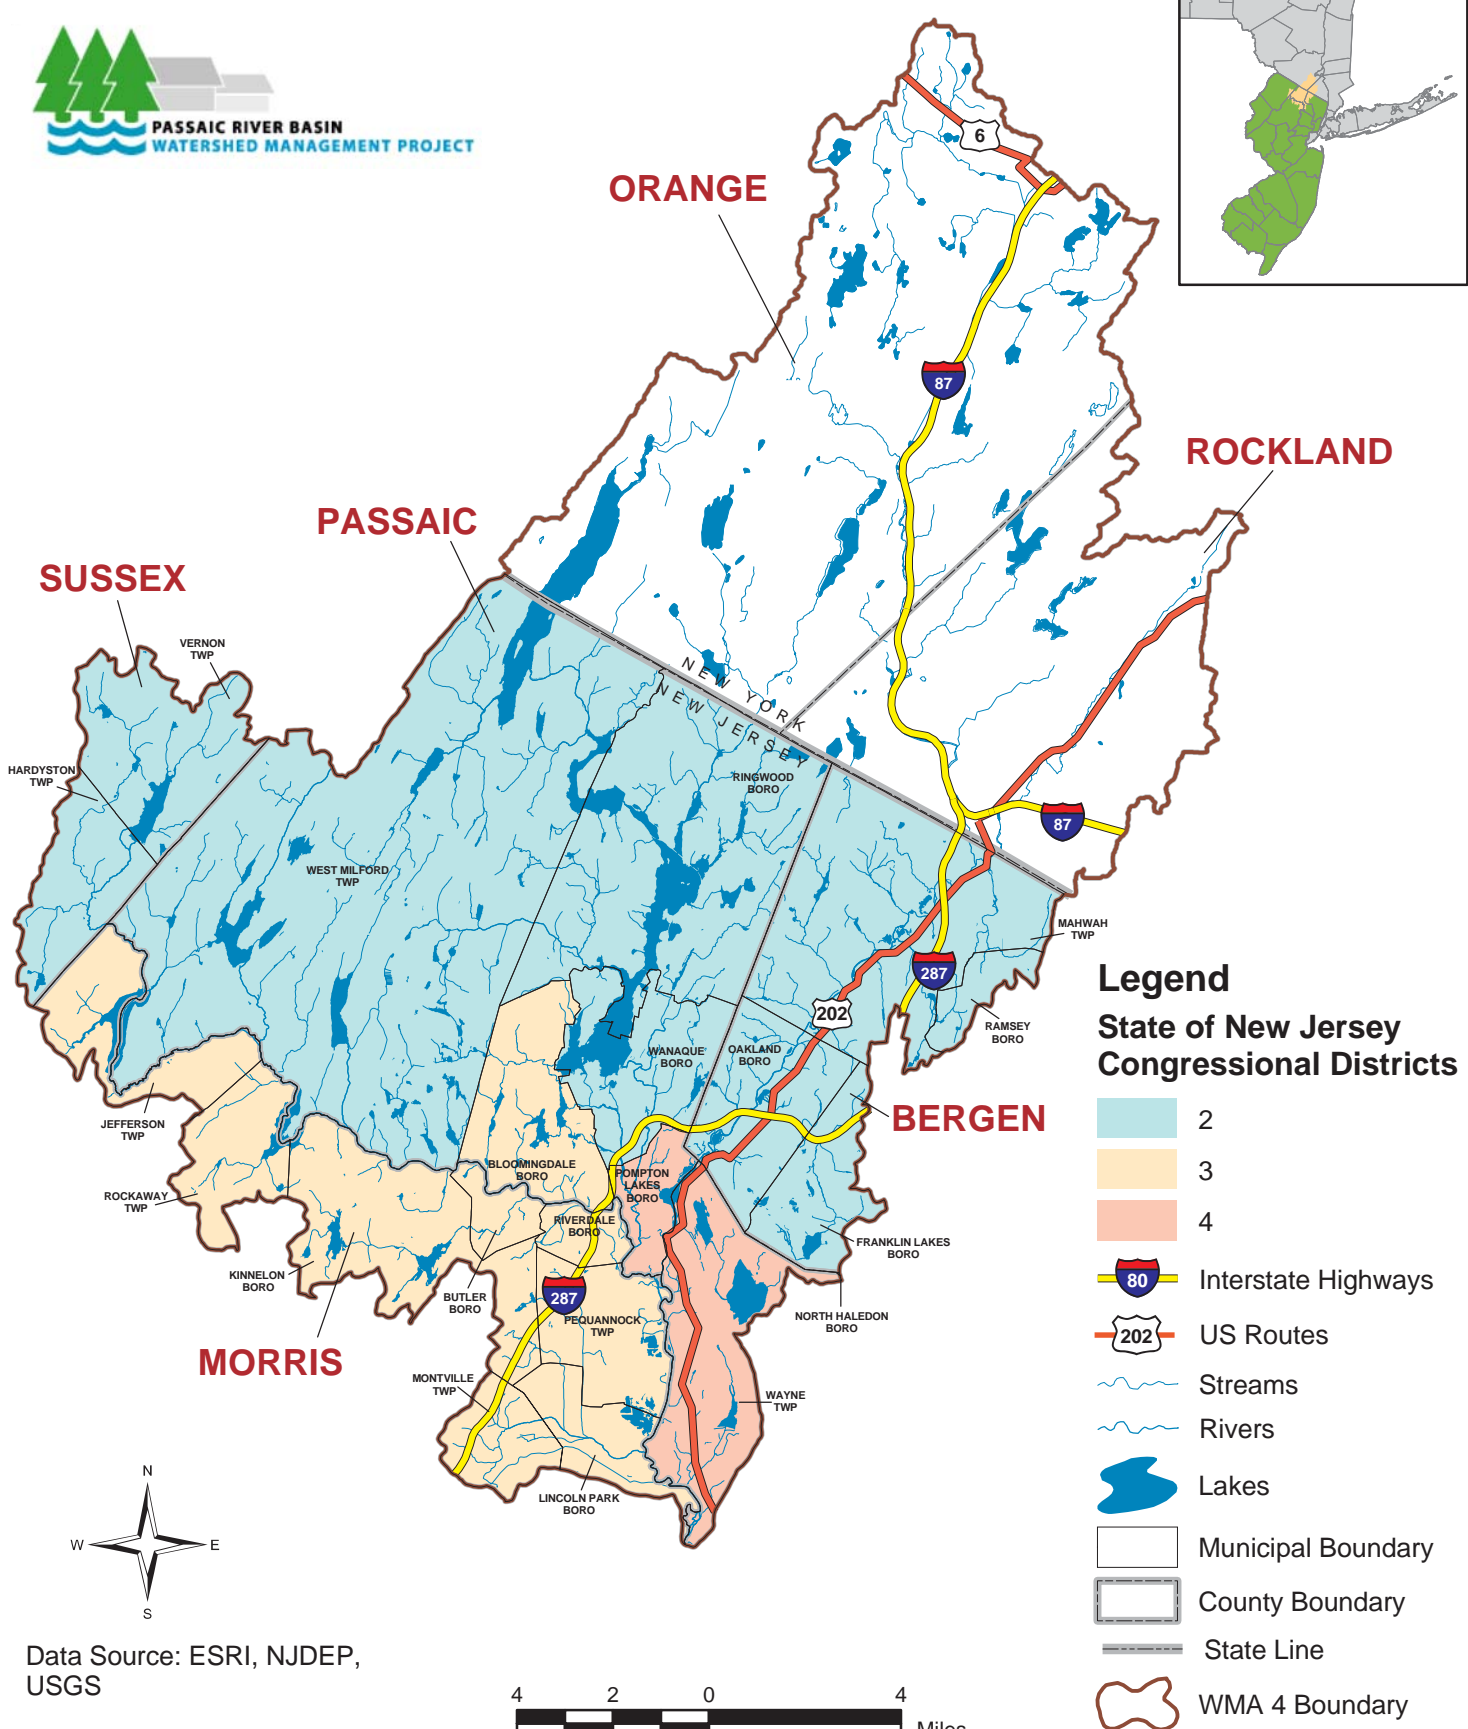 PASSAIC RIVER BASIN
WATERSHED MANAGEMENT PROJECT
6
ORANGE
87
ROCKLAND
PASSAIC
SUSSEX
VERNON
TWP
NEW YORK
NEW JERSEY
HARDYSTON
TWP
RINGWOOD
BORO
87
WEST MILFORD
TWP
MAHWAH
TWP
287
202
RAMSEY
BORO
WANAQUE
BORO
OAKLAND
BORO
BERGEN
JEFFERSON
TWP
BLOOMINGDALE
BORO
POMPTON
LAKES
BORO
ROCKAWAY
TWP
RIVERDALE
BORO
FRANKLIN LAKES
BORO
KINNELON
BORO
BUTLER
BORO
287
PEQUANNOCK
TWP
NORTH HALEDON
BORO
MORRIS
MONTVILLE
TWP
WAYNE
TWP
LINCOLN PARK
BORO
Legend
State of New Jersey
Congressional Districts
2
3
4
80 Interstate Highways
202 US Routes
Streams
Rivers
Lakes
Municipal Boundary
County Boundary
State Line
WMA 4 Boundary
N
W E
S
Data Source: ESRI, NJDEP,
USGS
4 2 0 4
Miles